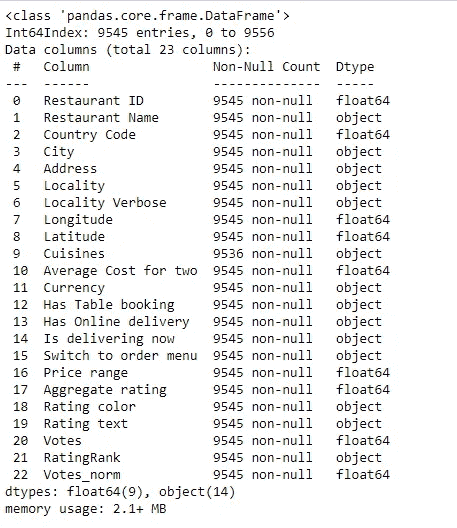 <class 'pandas.core.frame.DataFrame'>
Int64Index: 9545 entries, 0 to 9556
Data columns (total 23 columns):
 #   Column                Non-Null Count  Dtype
---  ------                --------------  -----
 0   Restaurant ID         9545 non-null   float64
 1   Restaurant Name       9545 non-null   object
 2   Country Code          9545 non-null   float64
 3   City                  9545 non-null   object
 4   Address               9545 non-null   object
 5   Locality              9545 non-null   object
 6   Locality Verbose      9545 non-null   object
 7   Longitude             9545 non-null   float64
 8   Latitude              9545 non-null   float64
 9   Cuisines              9536 non-null   object
 10  Average Cost for two  9545 non-null   float64
 11  Currency              9545 non-null   object
 12  Has Table booking     9545 non-null   object
 13  Has Online delivery   9545 non-null   object
 14  Is delivering now     9545 non-null   object
 15  Switch to order menu  9545 non-null   object
 16  Price range           9545 non-null   float64
 17  Aggregate rating      9545 non-null   float64
 18  Rating color          9545 non-null   object
 19  Rating text           9545 non-null   object
 20  Votes                 9545 non-null   float64
 21  RatingRank            9545 non-null   object
 22  Votes_norm            9545 non-null   float64
dtypes: float64(9), object(14)
memory usage: 2.1+ MB